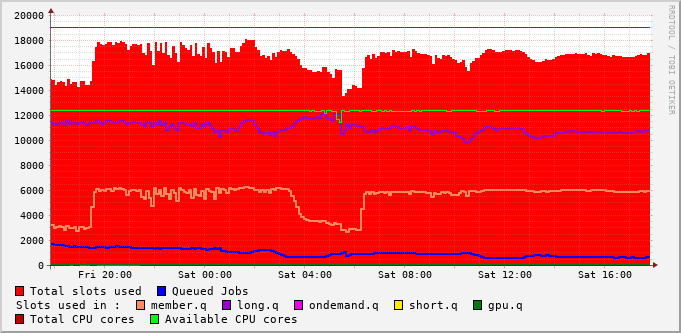 20000
18000
16000
14000
12000
10000
8000
6000
4000
2000
0
Fri 20:00 Sat 00:00 Sat 04:00 Sat 08:00 Sat 12:00 Sat 16:00
Total slots used Queued Jobs
Slots used in : member.q long.q ondemand.q short.q gpu.q
Total CPU cores Available CPU cores
RRDTOOL / TOBI OETIKER